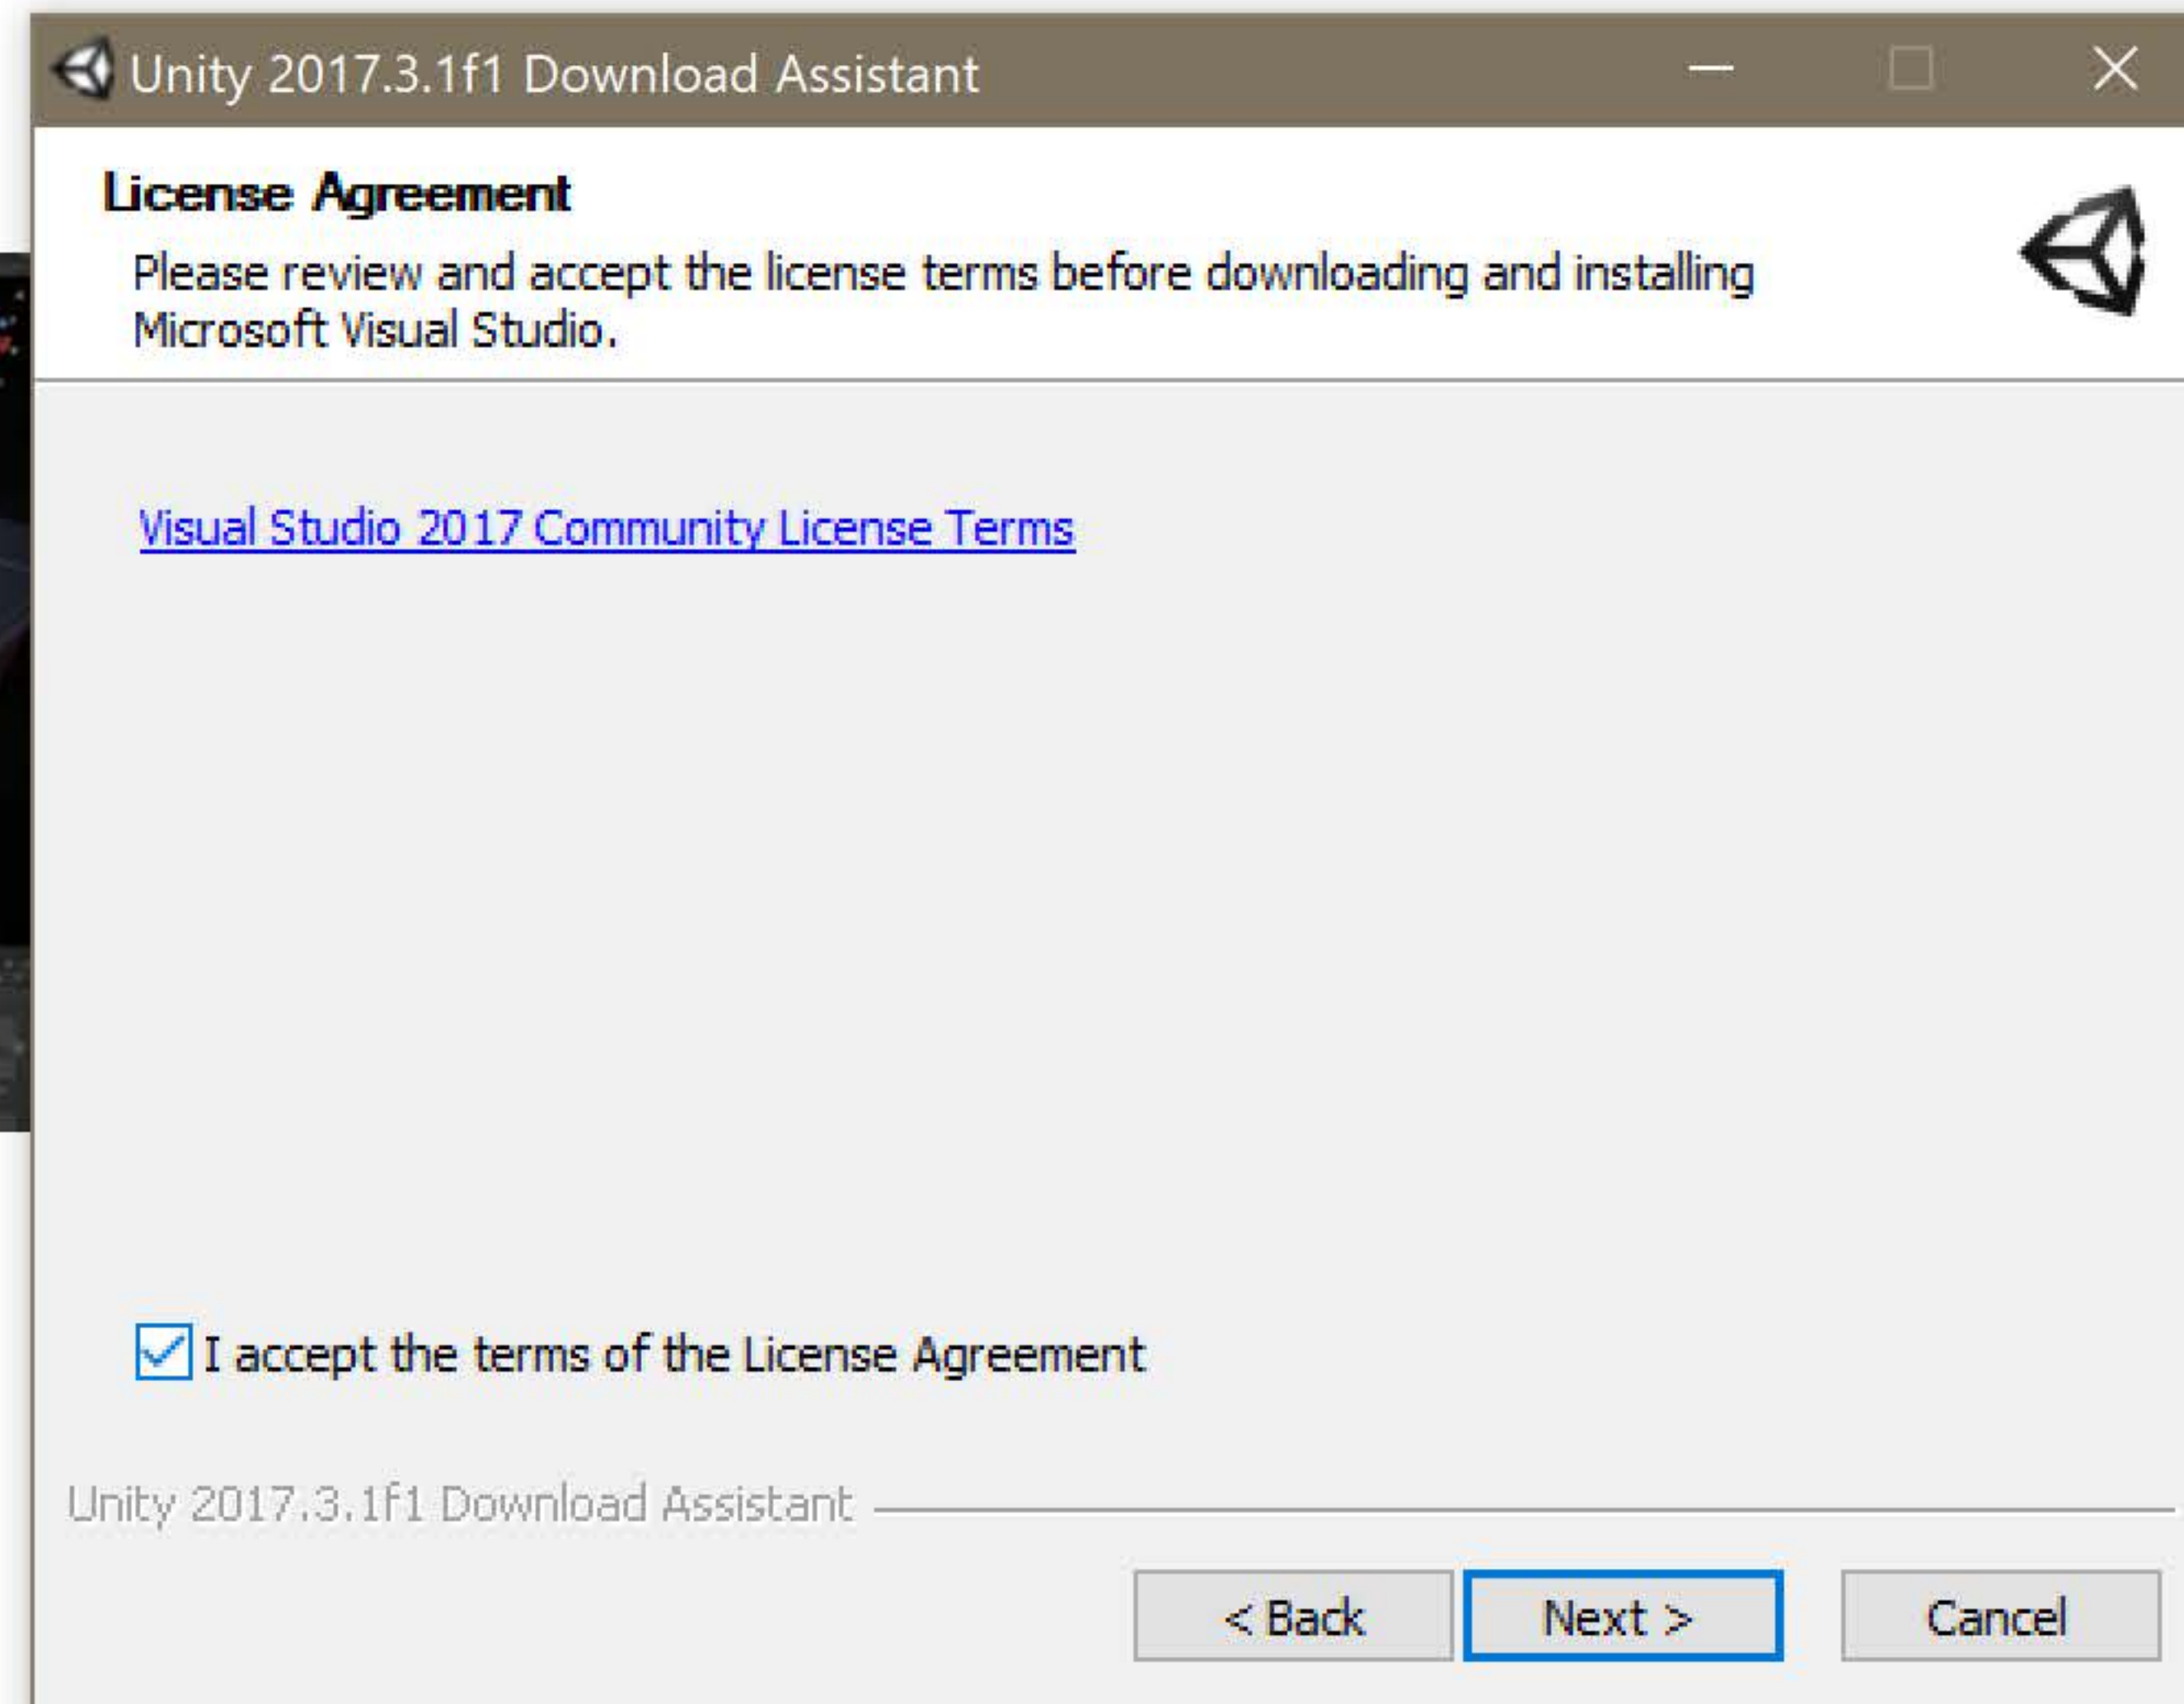 Unity 2017.3.1f1 Download Assistant
License Agreement
Please review and accept the license terms before downloading and installing
Microsoft Visual Studio.
Visual Studio 2017 Community License Terms
I accept the terms of the License Agreement
Unity 2017.3.1f1 Download Assistant
< Back
Next >
Cancel